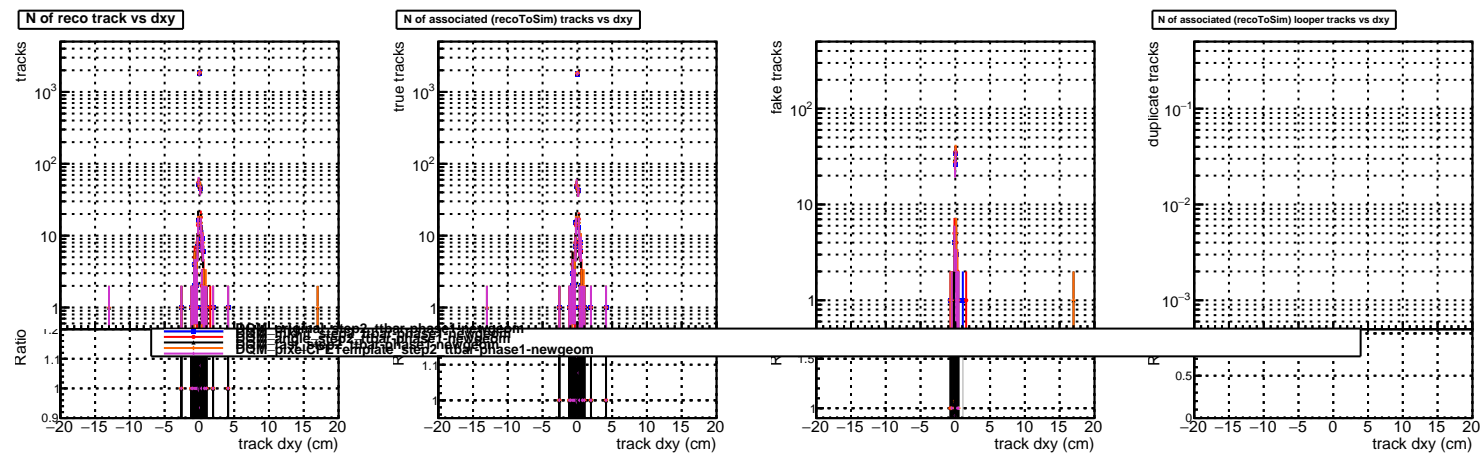 N of reco track vs dxy
N of associated (recoToSim) tracks vs dxy
N of associated (recoToSim) looper tracks vs dxy
tracks
10³
10²
10
1
Ratio
1.2
1.1
1
0.9
−20 −15 −10 −5 0 5 10 15 20
track dxy (cm)
true tracks
10³
10²
10
1
1.1
1
−20 −15 −10 −5 0 5 10 15 20
track dxy (cm)
fake tracks
10²
10
1
1.5
1
−20 −15 −10 −5 0 5 10 15 20
track dxy (cm)
duplicate tracks
10⁻¹
10⁻²
10⁻³
0.5
0
−20 −15 −10 −5 0 5 10 15 20
track dxy (cm)
DQM_pixelCPETemplate_step2_ttbar-phase1-newgeom